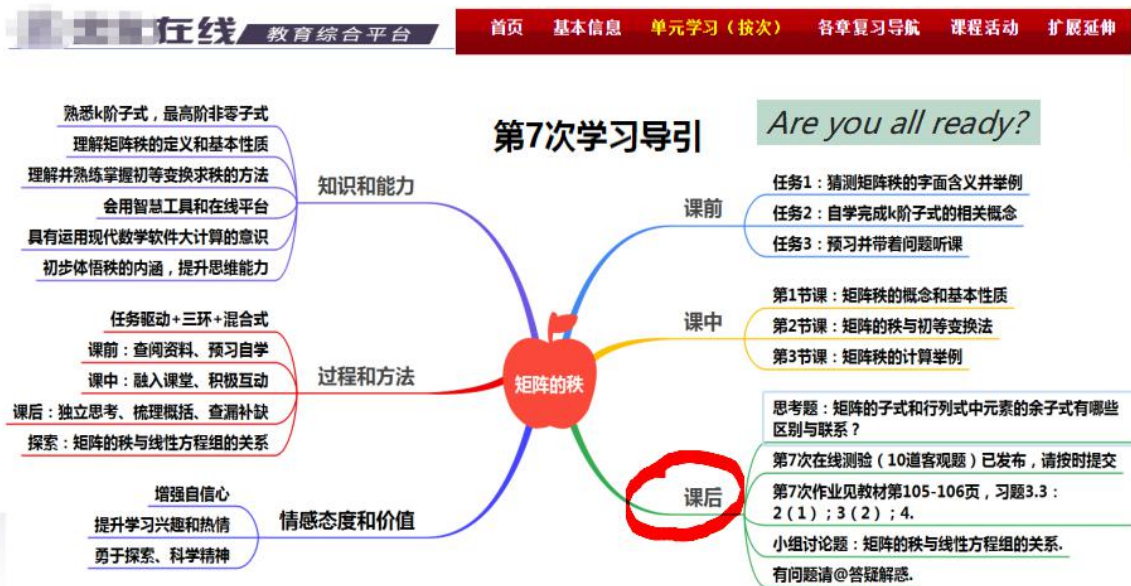 在线 教育综合平台
首页 基本信息 单元学习（按次） 各章复习导航 课程活动 扩展延伸
第7次学习导引
Are you all ready?
矩阵的秩
知识和能力
熟悉k阶子式，最高阶非零子式
理解矩阵秩的定义和基本性质
理解并熟练掌握初等变换求秩的方法
会用智慧工具和在线平台
具有运用现代数学软件大计算的意识
初步体悟秩的内涵，提升思维能力
过程和方法
任务驱动+三环+混合式
课前：查阅资料、预习自学
课中：融入课堂、积极互动
课后：独立思考、梳理概括、查漏补缺
探索：矩阵的秩与线性方程组的关系
情感态度和价值
增强自信心
提升学习兴趣和热情
勇于探索、科学精神
课前
任务1：猜测矩阵秩的字面含义并举例
任务2：自学完成k阶子式的相关概念
任务3：预习并带着问题听课
课中
第1节课：矩阵秩的概念和基本性质
第2节课：矩阵的秩与初等变换法
第3节课：矩阵秩的计算举例
课后
思考题：矩阵的子式和行列式中元素的余子式有哪些
区别与联系？
第7次在线测验（10道客观题）已发布，请按时提交
第7次作业见教材第105-106页，习题3.3：
2（1）；3（2）；4.
小组讨论题：矩阵的秩与线性方程组的关系.
有问题请@答疑解惑.